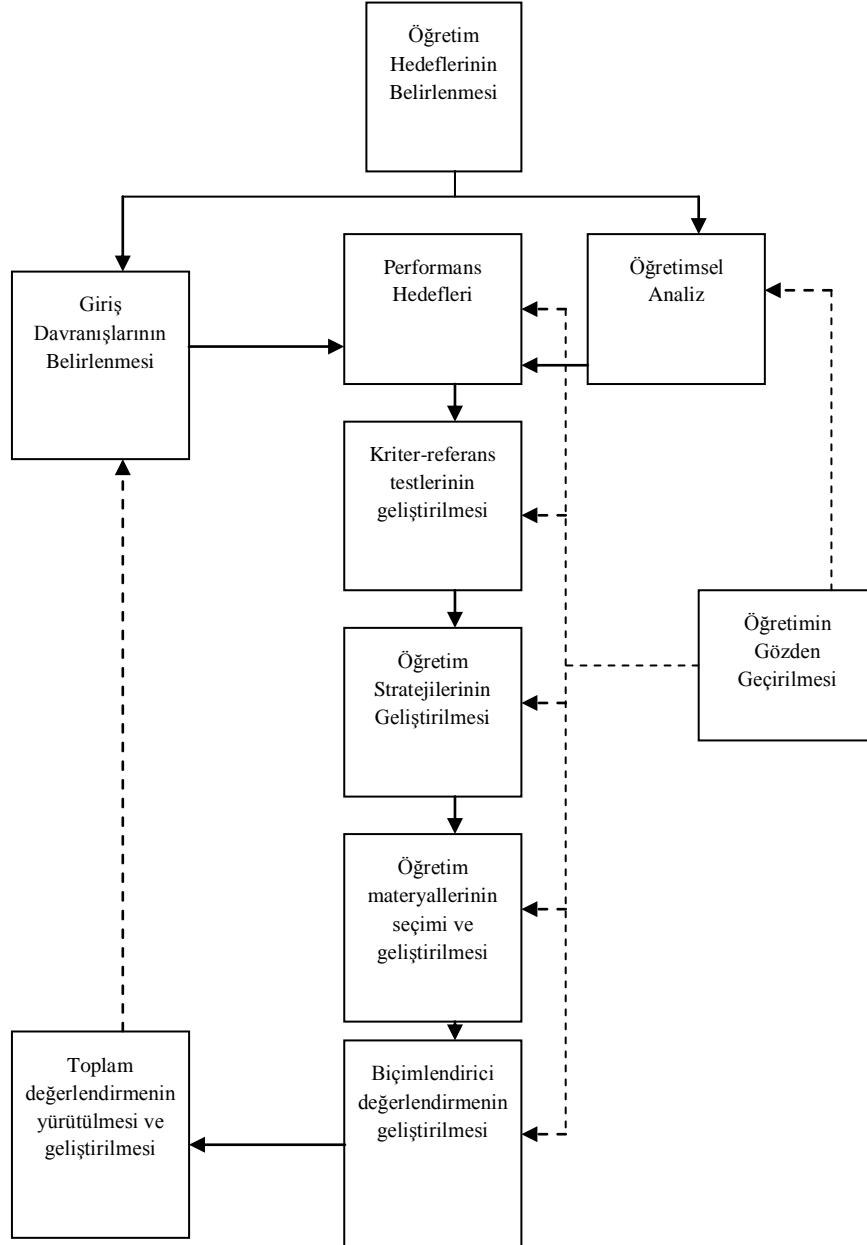 Öğretim
Hedeflerinin
Belirlenmesi
Giriş
Davranışlarının
Belirlenmesi
Performans
Hedefleri
Öğretimsel
Analiz
Kriter-referans
testlerinin
geliştirilmesi
Öğretim
Stratejilerinin
Geliştirilmesi
Öğretimin
Gözden
Geçirilmesi
Öğretim
materyallerinin
seçimi ve
geliştirilmesi
Toplam
değerlendirmenin
yürütülmesi ve
geliştirilmesi
Biçimlendirici
değerlendirmenin
geliştirilmesi